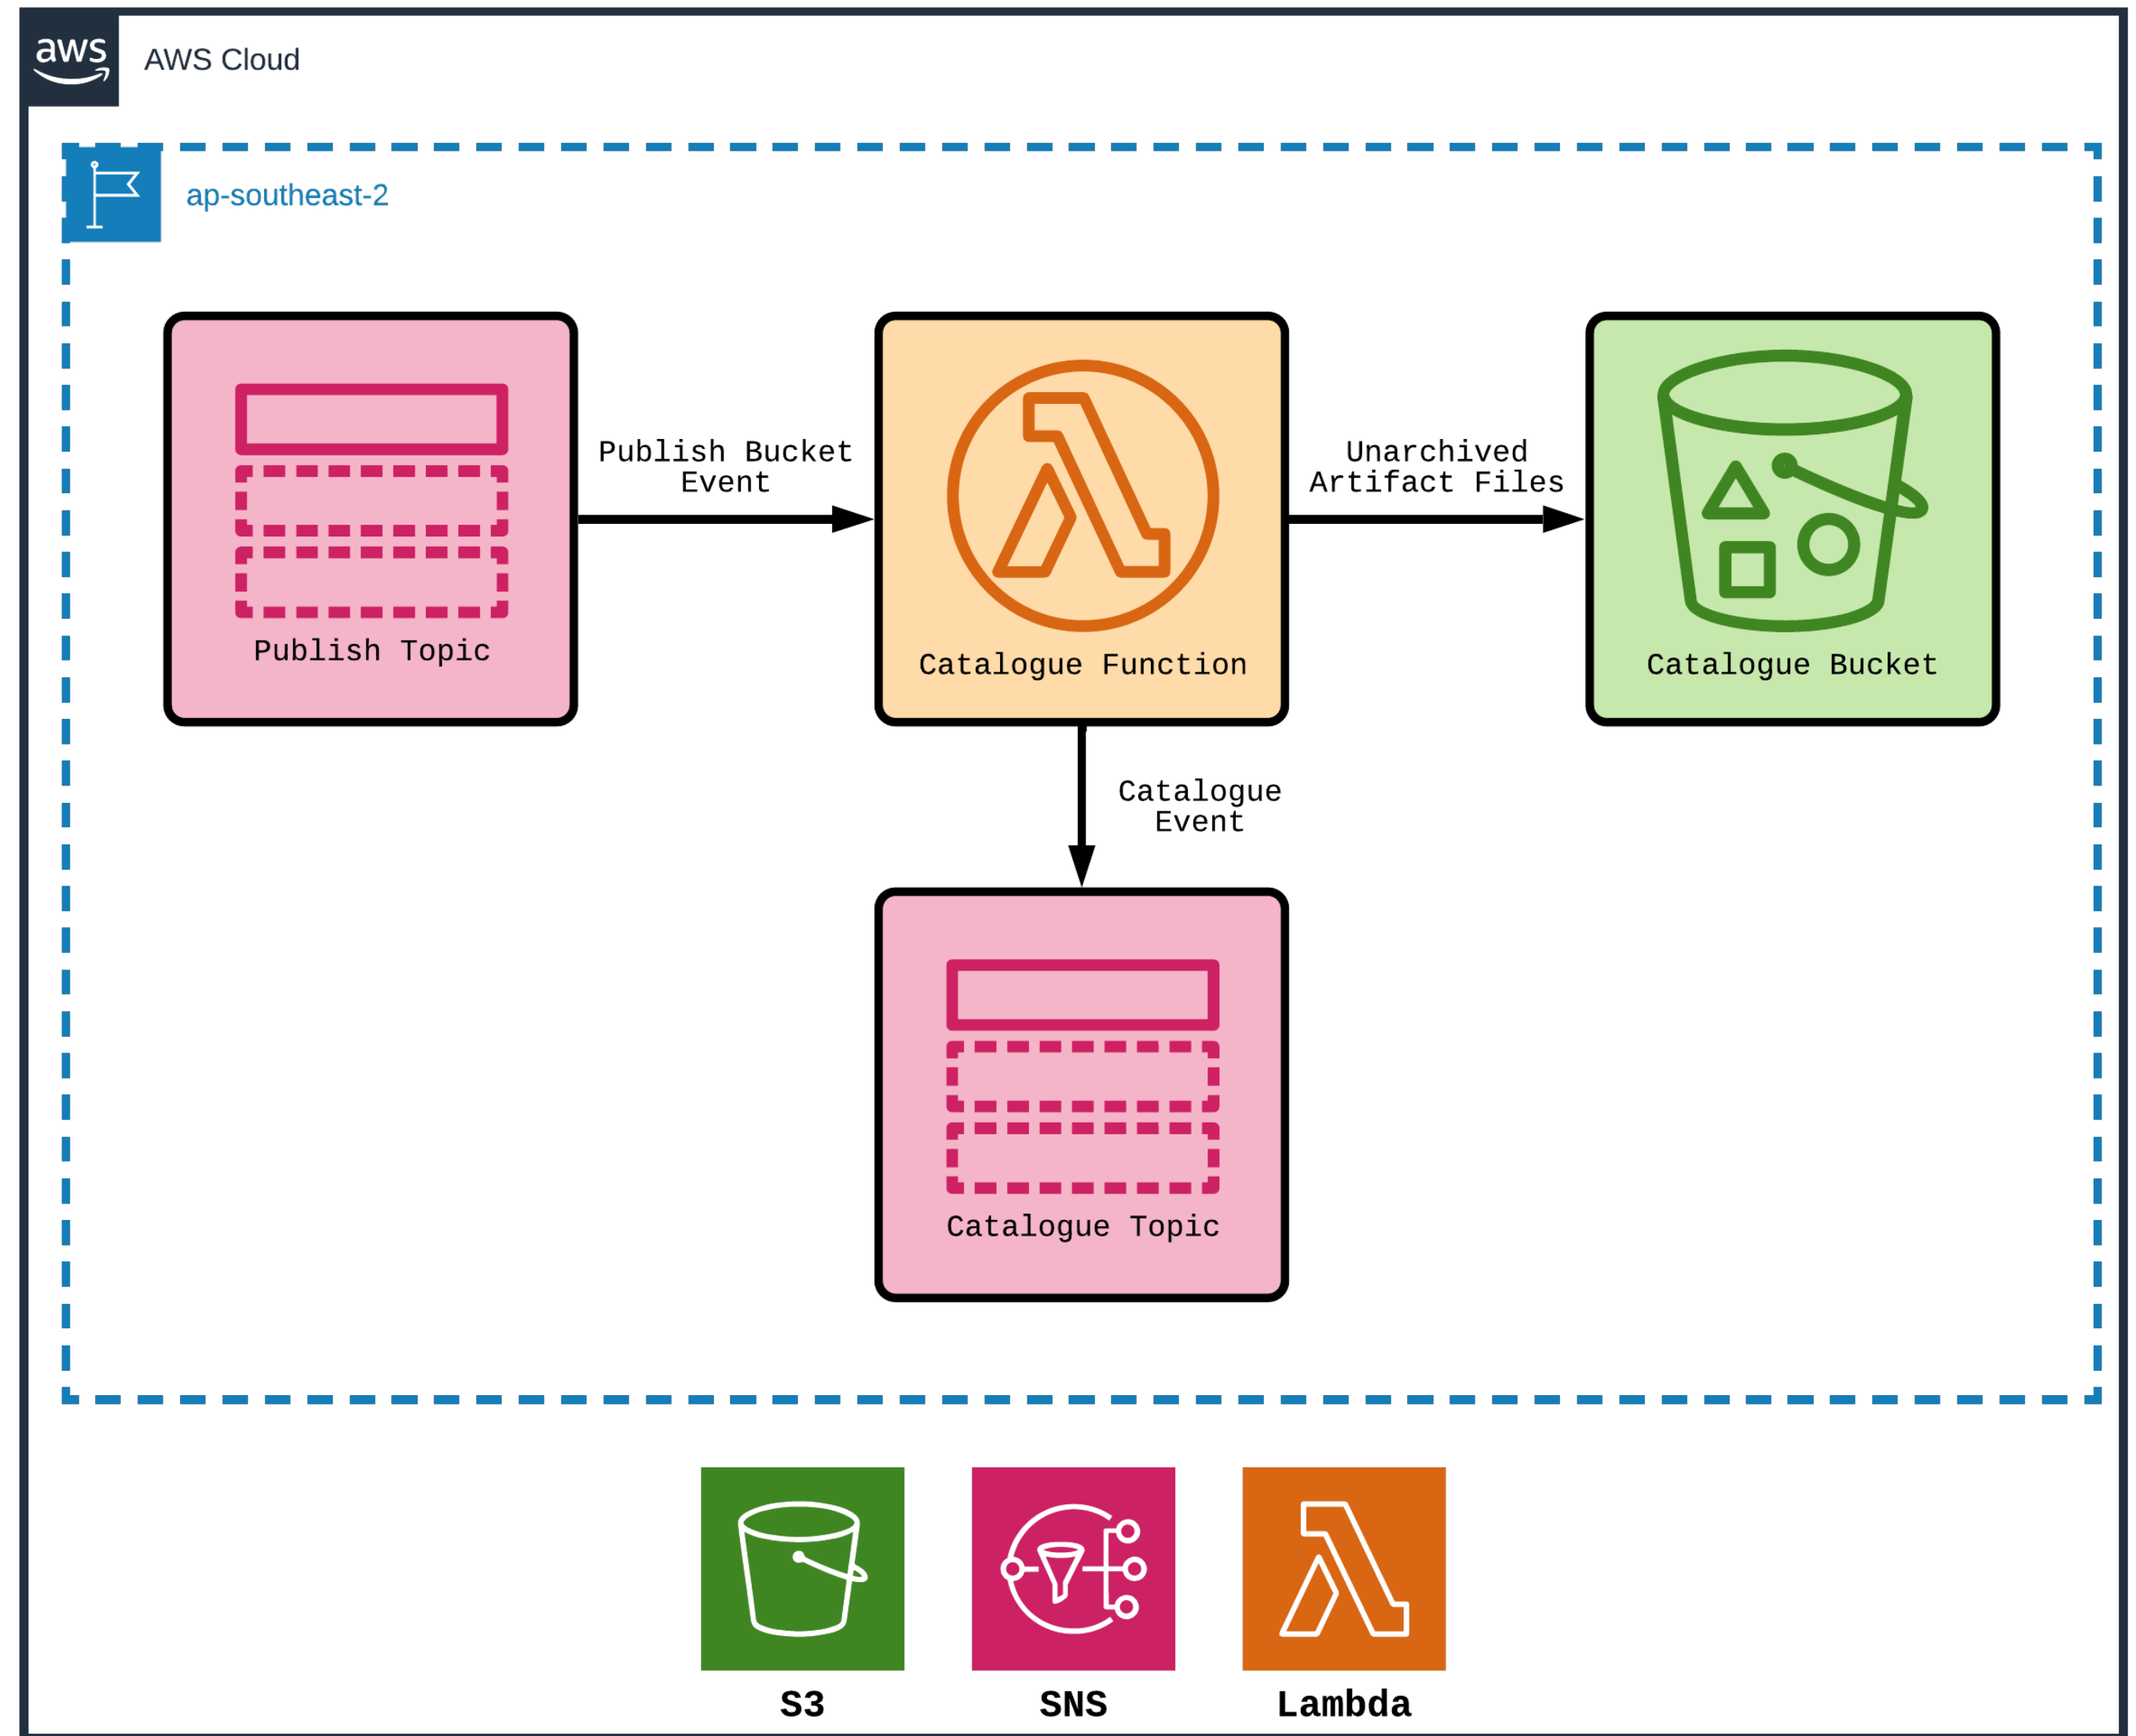 aws
AWS Cloud
ap-southeast-2
Publish Bucket
Event
Unarchived
Artifact Files
Publish Topic
Catalogue Function
Catalogue Bucket
Catalogue
Event
Catalogue Topic
S3
SNS
Lambda